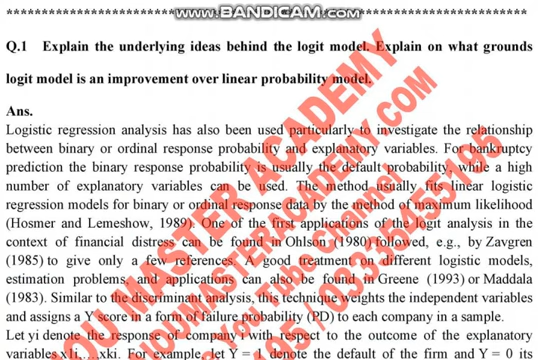 www.BANDICAM.com
Q.1 Explain the underlying ideas behind the logit model. Explain on what grounds
logit model is an improvement over linear probability model.
Ans.
Logistic regression analysis has also been used particularly to investigate the relationship
between binary or ordinal response probability and explanatory variables. For bankruptcy
prediction the binary response probability is usually the default probability, while a high
number of explanatory variables can be used. The method usually fits linear logistic
regression models for binary or ordinal response data by the method of maximum likelihood
(Hosmer and Lemeshow, 1989). One of the first applications of the logit analysis in the
context of financial distress can be found in Ohlson (1980) followed, e.g., by Zavgren
(1985) to give only a few references. A good treatment on different logistic models,
estimation problems, and applications can also be found in Greene (1993) or Maddala
(1983). Similar to the discriminant analysis, this technique weights the independent variables
and assigns a Y score in a form of failure probability (PD) to each company in a sample.
Let yi denote the response of company i with respect to the outcome of the explanatory
variables x1i,...,xki. For example, let Y = 1 denote the default of the firm and Y = 0 its
MASTER ACADEMY
MASTER ACADEMY.COM
YouTube Channel